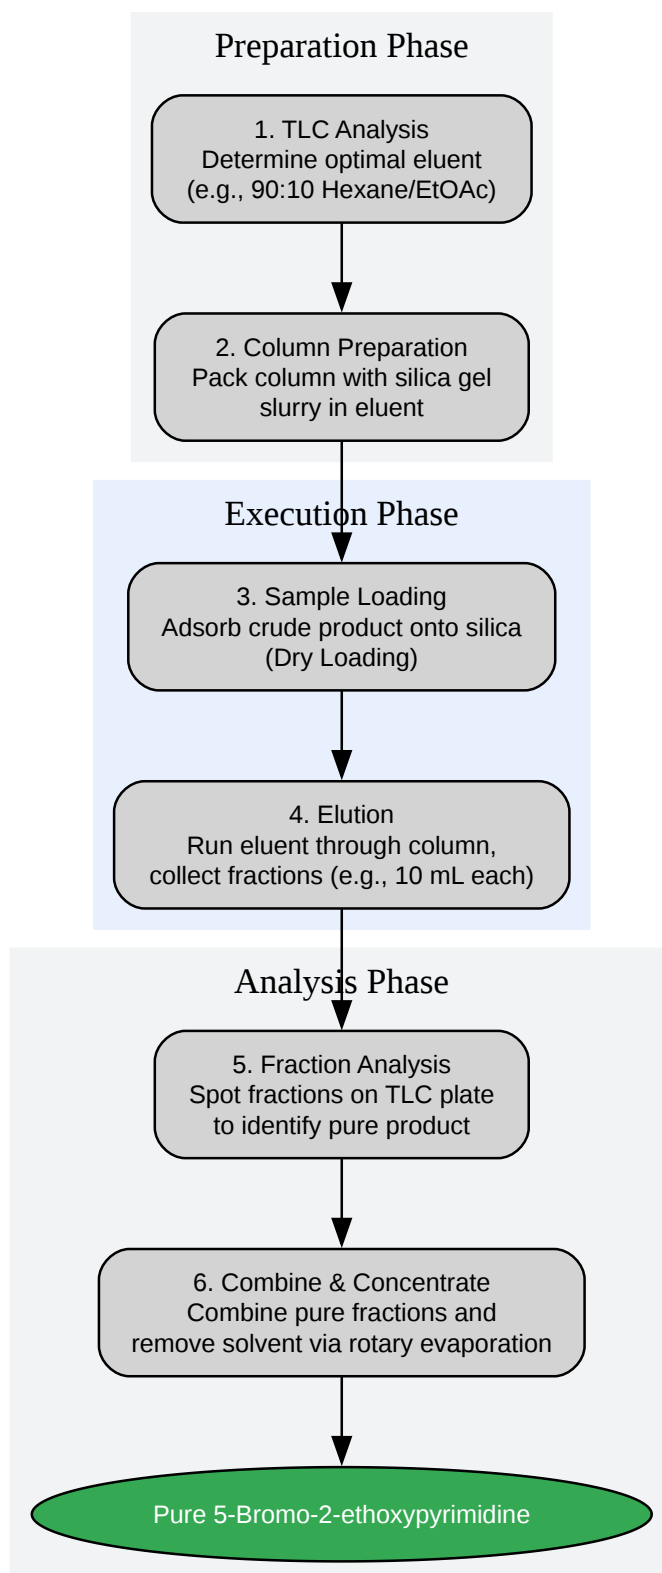 Preparation Phase
1. TLC Analysis
Determine optimal eluent
(e.g., 90:10 Hexane/EtOAc)
2. Column Preparation
Pack column with silica gel
slurry in eluent
Execution Phase
3. Sample Loading
Adsorb crude product onto silica
(Dry Loading)
4. Elution
Run eluent through column,
collect fractions (e.g., 10 mL each)
Analysis Phase
5. Fraction Analysis
Spot fractions on TLC plate
to identify pure product
6. Combine & Concentrate
Combine pure fractions and
remove solvent via rotary evaporation
Pure 5-Bromo-2-ethoxypyrimidine